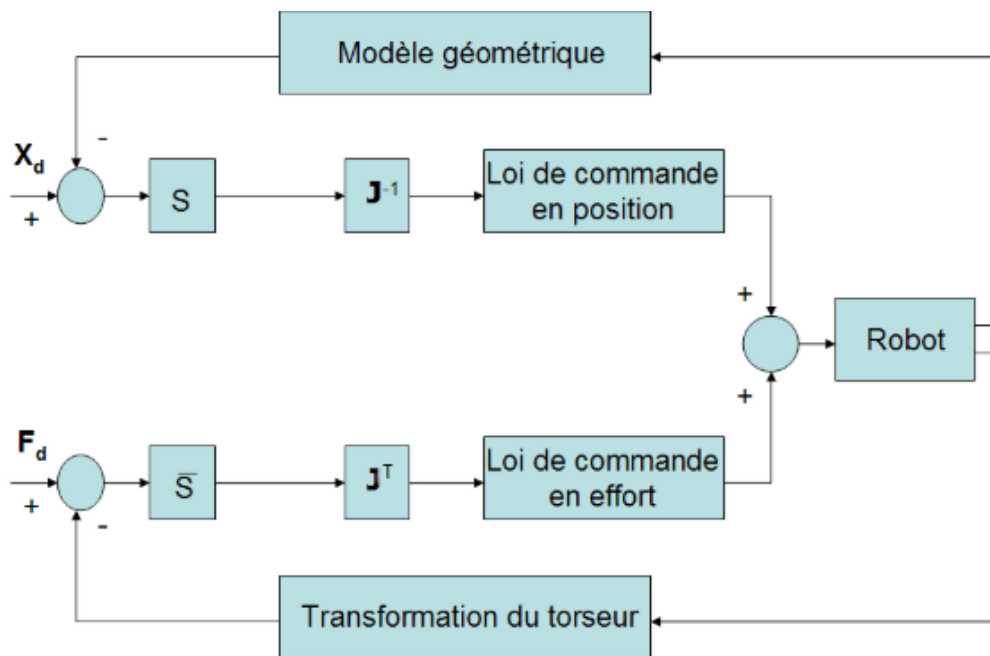 Modèle géométrique
-
X_d
+
S
J⁻¹
Loi de commande
en position
+
Robot
+
F_d
+
S̅
J^T
Loi de commande
en effort
-
Transformation du torseur